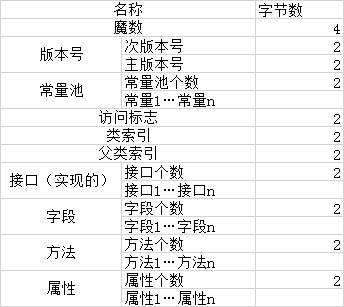 名称 字节数
魔数 4
版本号 次版本号 2
主版本号 2
常量池 常量池个数 2
常量1…常量n
访问标志 2
类索引 2
父类索引 2
接口（实现的） 接口个数 2
接口1…接口n
字段 字段个数 2
字段1…字段n
方法 方法个数 2
方法1…方法n
属性 属性个数 2
属性1…属性n